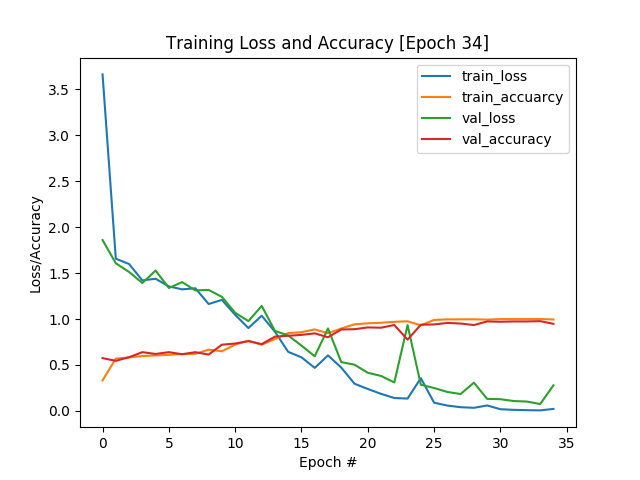 Training Loss and Accuracy [Epoch 34]
train_loss
train_accuarcy
val_loss
val_accuracy
Loss/Accuracy
3.5
3.0
2.5
2.0
1.5
1.0
0.5
0.0
0 5 10 15 20 25 30 35
Epoch #